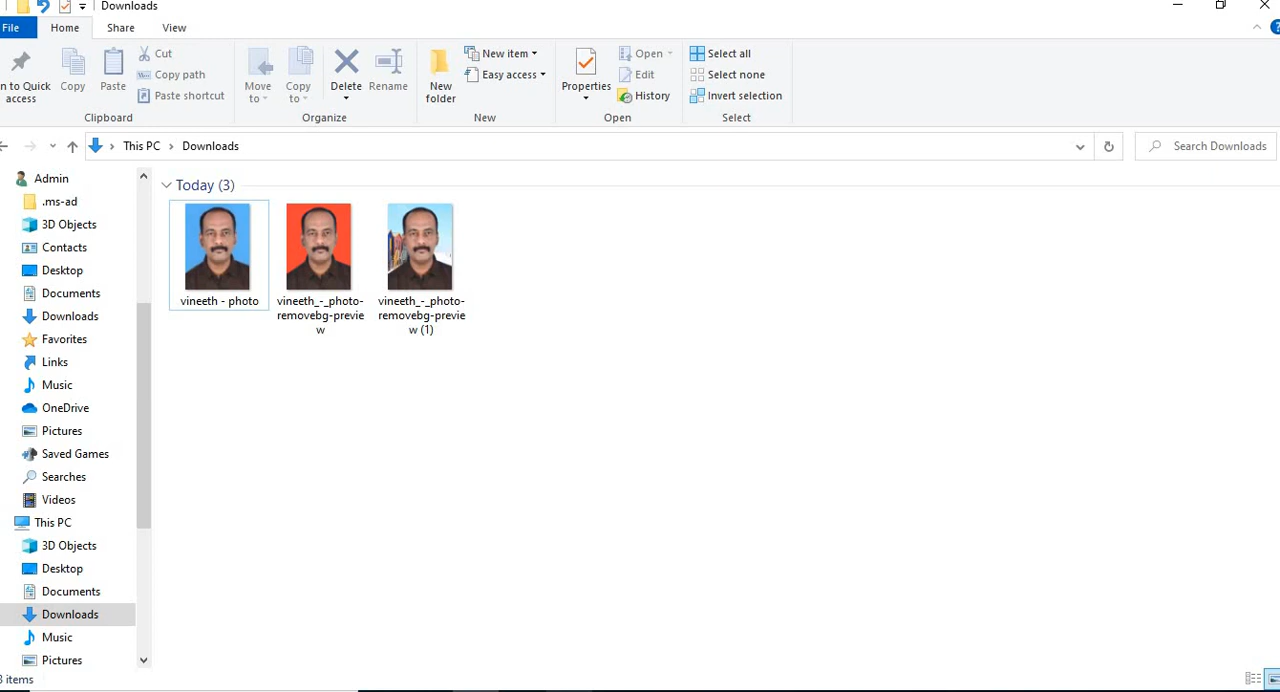 Downloads
File Home Share View
n to Quick access
Copy
Paste
Cut
Copy path
Paste shortcut
Clipboard
Move to
Copy to
Delete
Rename
Organize
New folder
New item
Easy access
New
Properties
Open
Edit
History
Open
Select all
Select none
Invert selection
Select
This PC > Downloads
Search Downloads
Admin
.ms-ad
3D Objects
Contacts
Desktop
Documents
Downloads
Favorites
Links
Music
OneDrive
Pictures
Saved Games
Searches
Videos
This PC
3D Objects
Desktop
Documents
Downloads
Music
Pictures
Today (3)
vineeth - photo
vineeth_-_photo-
removebg-previe
w
vineeth_-_photo-
removebg-previe
w (1)
3 items